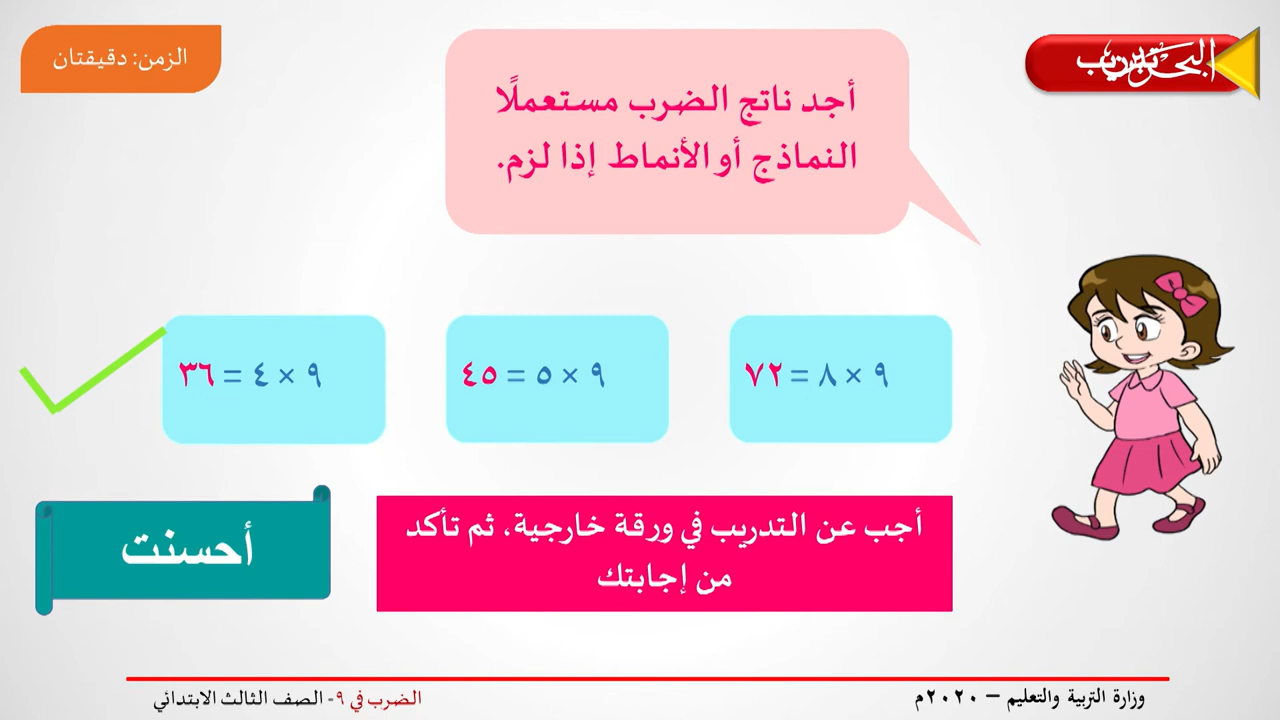 تدريب
الزمن: دقيقتان
أجد ناتج الضرب مستعملًا
النماذج أو الأنماط إذا لزم.
٩ × ٨ = ٧٢
٩ × ٥ = ٤٥
٩ × ٤ = ٣٦
أجب عن التدريب في ورقة خارجية، ثم تأكد
من إجابتك
أحسنت
وزارة التربية والتعليم – ٢٠٢٠م
الضرب في ٩- الصف الثالث الابتدائي